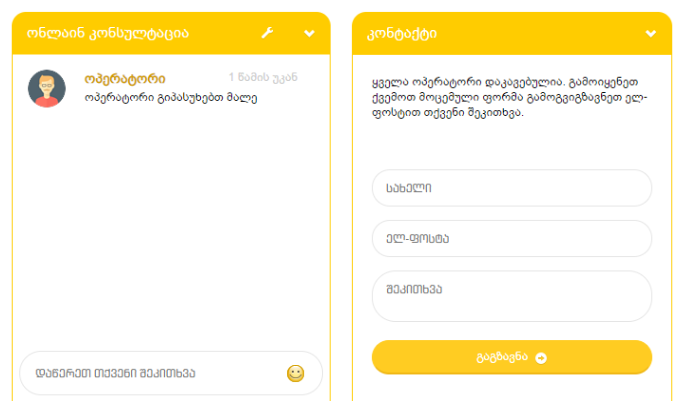 ონლაინ კონსულტაცია
ოპერატორი
1 წამის უკან
ოპერატორი გიპასუხებთ მალე
დაწერეთ თქვენი შეკითხვა
კონტაქტი
ყველა ოპერატორი დაკავებულია. გამოიყენეთ
ქვემოთ მოცემული ფორმა გამოგვიგზავნეთ ელ-
ფოსტით თქვენი შეკითხვა.
სახელი
ელ-ფოსტა
შეკითხვა
გაგზავნა